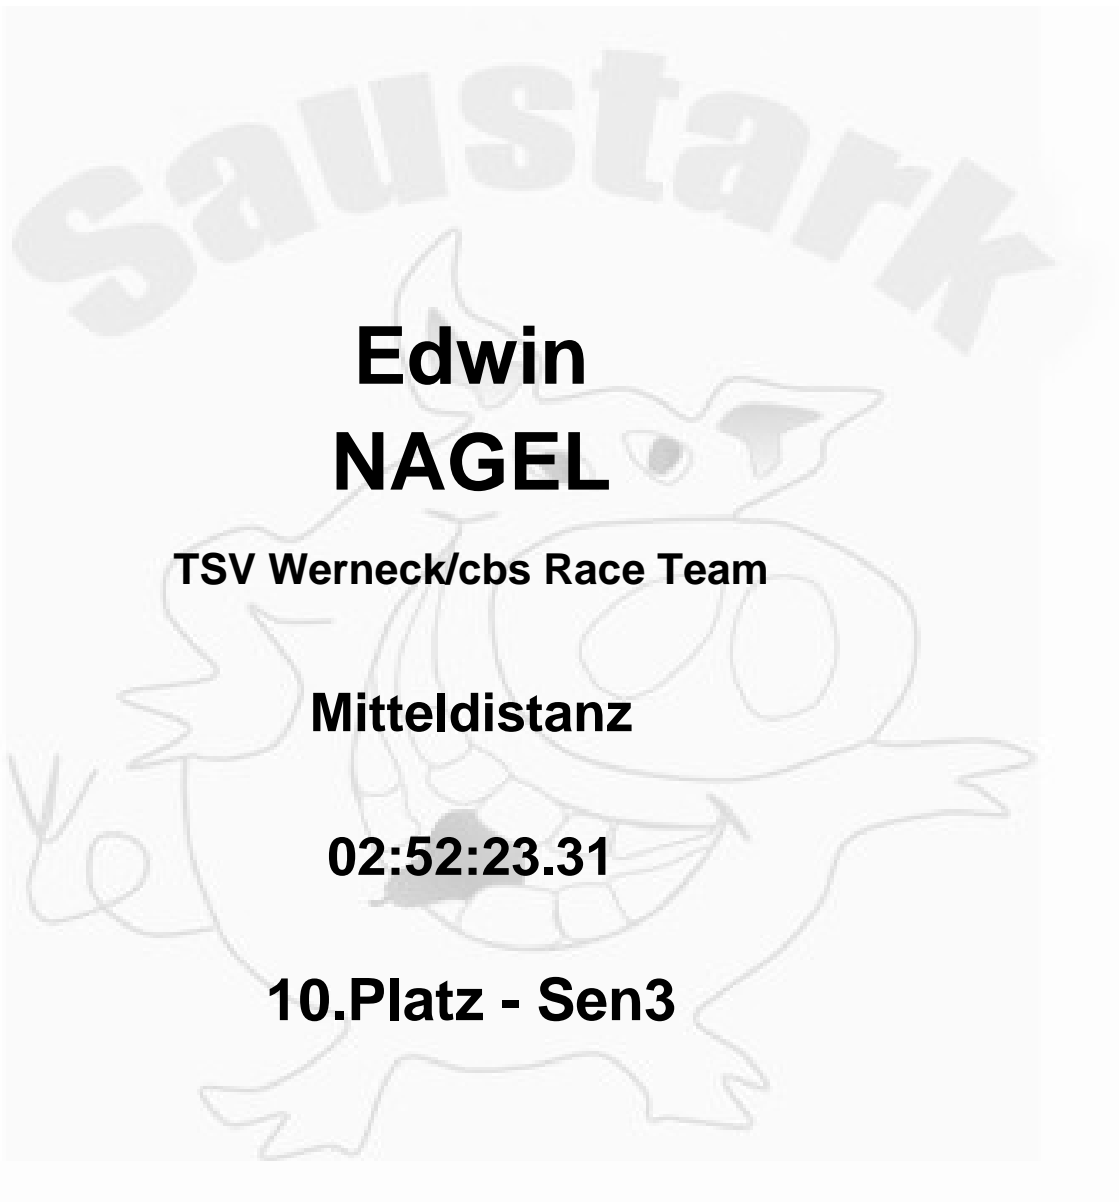 Saustark
Edwin
NAGEL
TSV Werneck/cbs Race Team
Mitteldistanz
02:52:23.31
10.Platz - Sen3